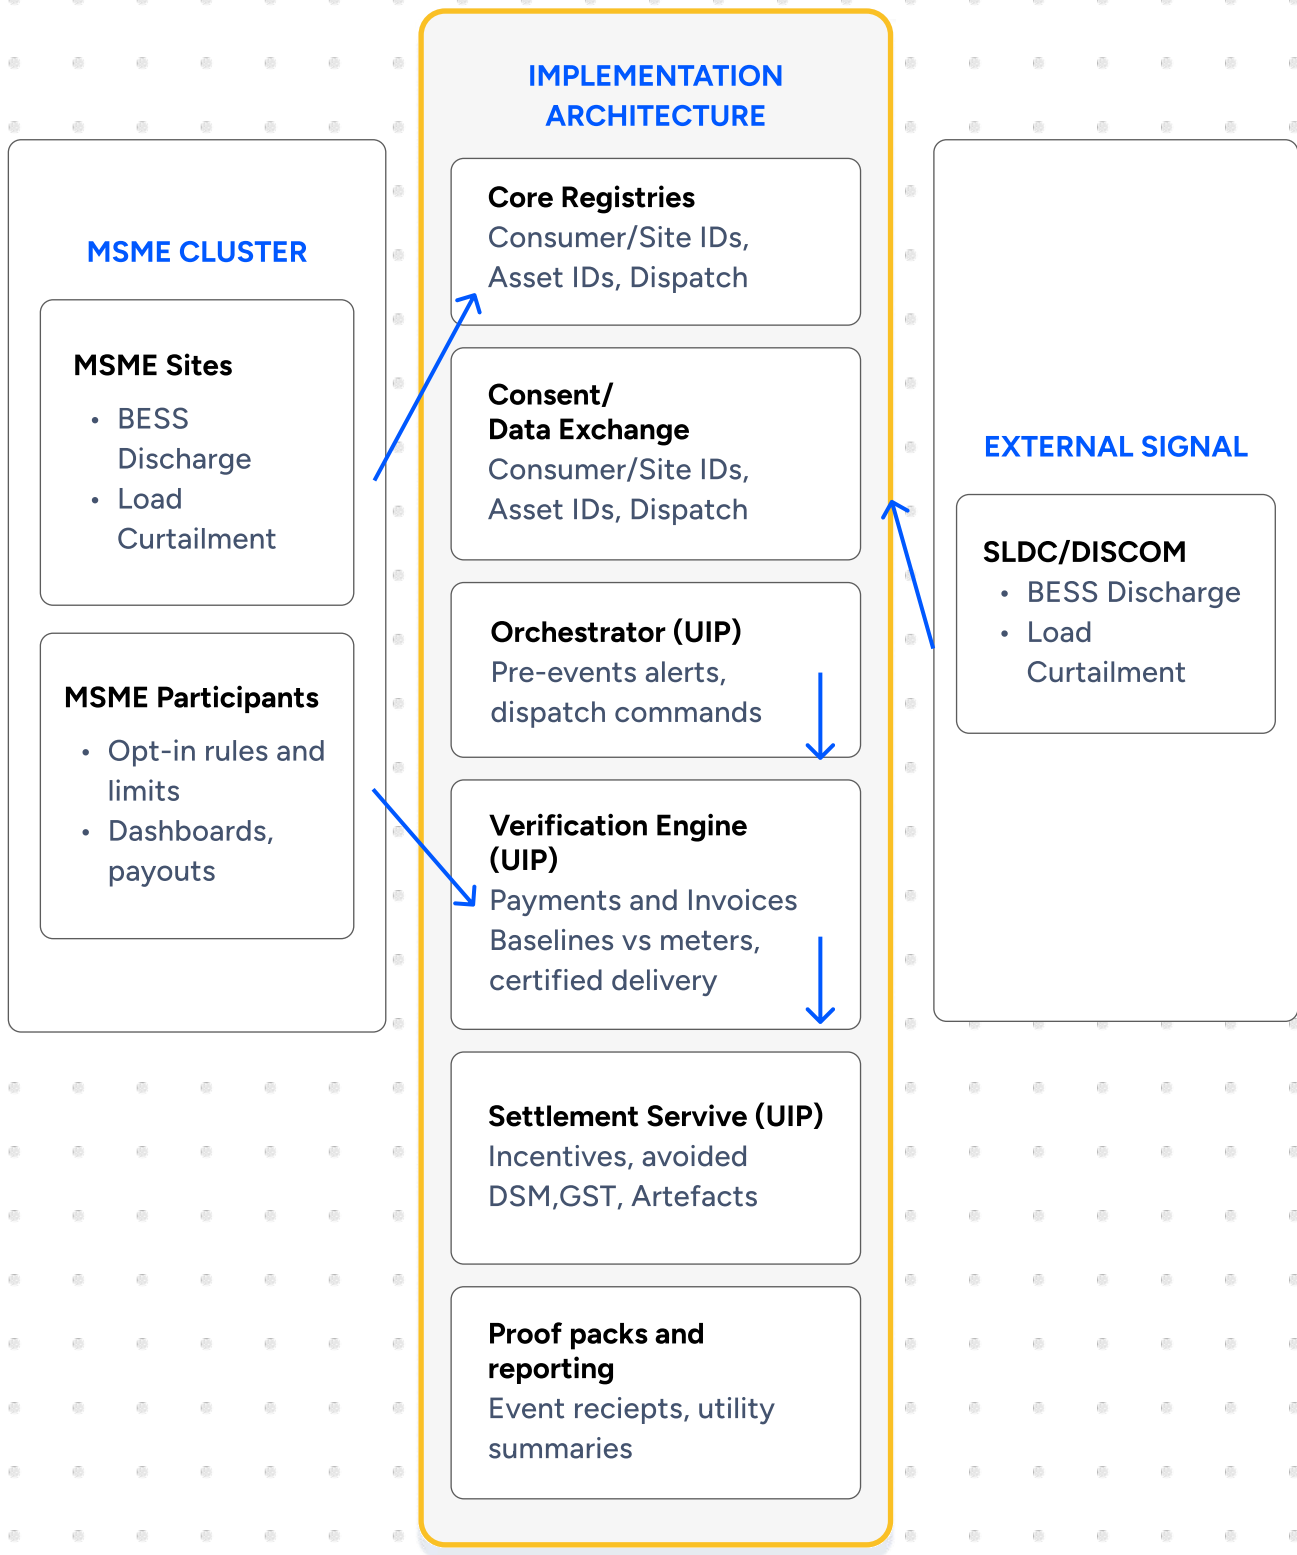 MSME CLUSTER
MSME Sites
• BESS
Discharge
• Load
Curtailment
MSME Participants
• Opt-in rules and
limits
• Dashboards,
payouts
IMPLEMENTATION
ARCHITECTURE
Core Registries
Consumer/Site IDs,
Asset IDs, Dispatch
Consent/
Data Exchange
Consumer/Site IDs,
Asset IDs, Dispatch
Orchestrator (UIP)
Pre-events alerts,
dispatch commands
Verification Engine
(UIP)
Payments and Invoices
Baselines vs meters,
certified delivery
Settlement Servive (UIP)
Incentives, avoided
DSM,GST, Artefacts
Proof packs and
reporting
Event reciepts, utility
summaries
EXTERNAL SIGNAL
SLDC/DISCOM
• BESS Discharge
• Load
Curtailment